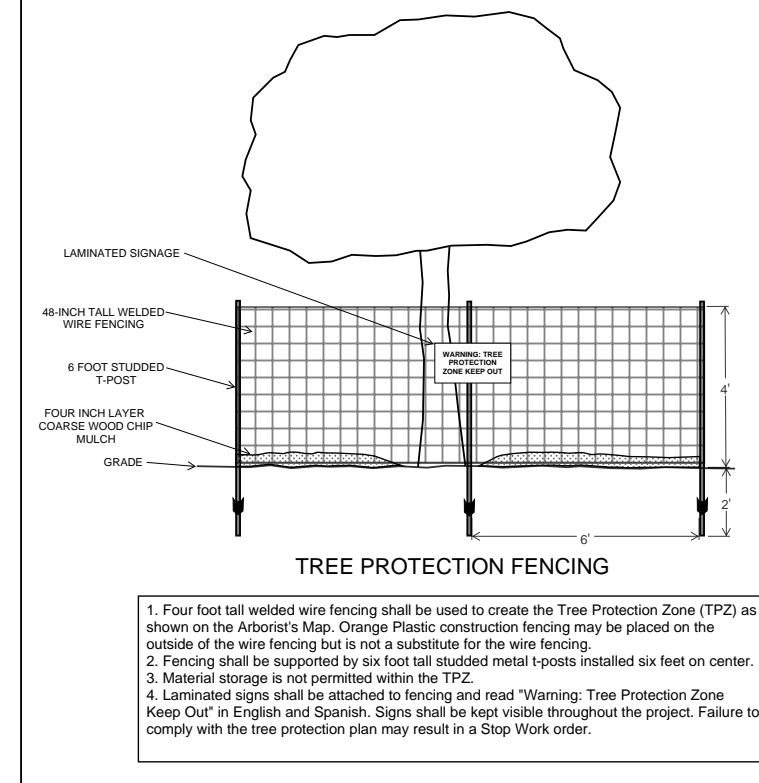 LAMINATED SIGNAGE
48-INCH TALL WELDED
WIRE FENCING
6 FOOT STUDDED
T-POST
FOUR INCH LAYER
COARSE WOOD CHIP
MULCH
GRADE
WARNING: TREE
PROTECTION
ZONE KEEP OUT
4'
2'
6'
TREE PROTECTION FENCING
1. Four foot tall welded wire fencing shall be used to create the Tree Protection Zone (TPZ) as
shown on the Arborist's Map. Orange Plastic construction fencing may be placed on the
outside of the wire fencing but is not a substitute for the wire fencing.
2. Fencing shall be supported by six foot tall studded metal t-posts installed six feet on center.
3. Material storage is not permitted within the TPZ.
4. Laminated signs shall be attached to fencing and read "Warning: Tree Protection Zone
Keep Out" in English and Spanish. Signs shall be kept visible throughout the project. Failure to
comply with the tree protection plan may result in a Stop Work order.